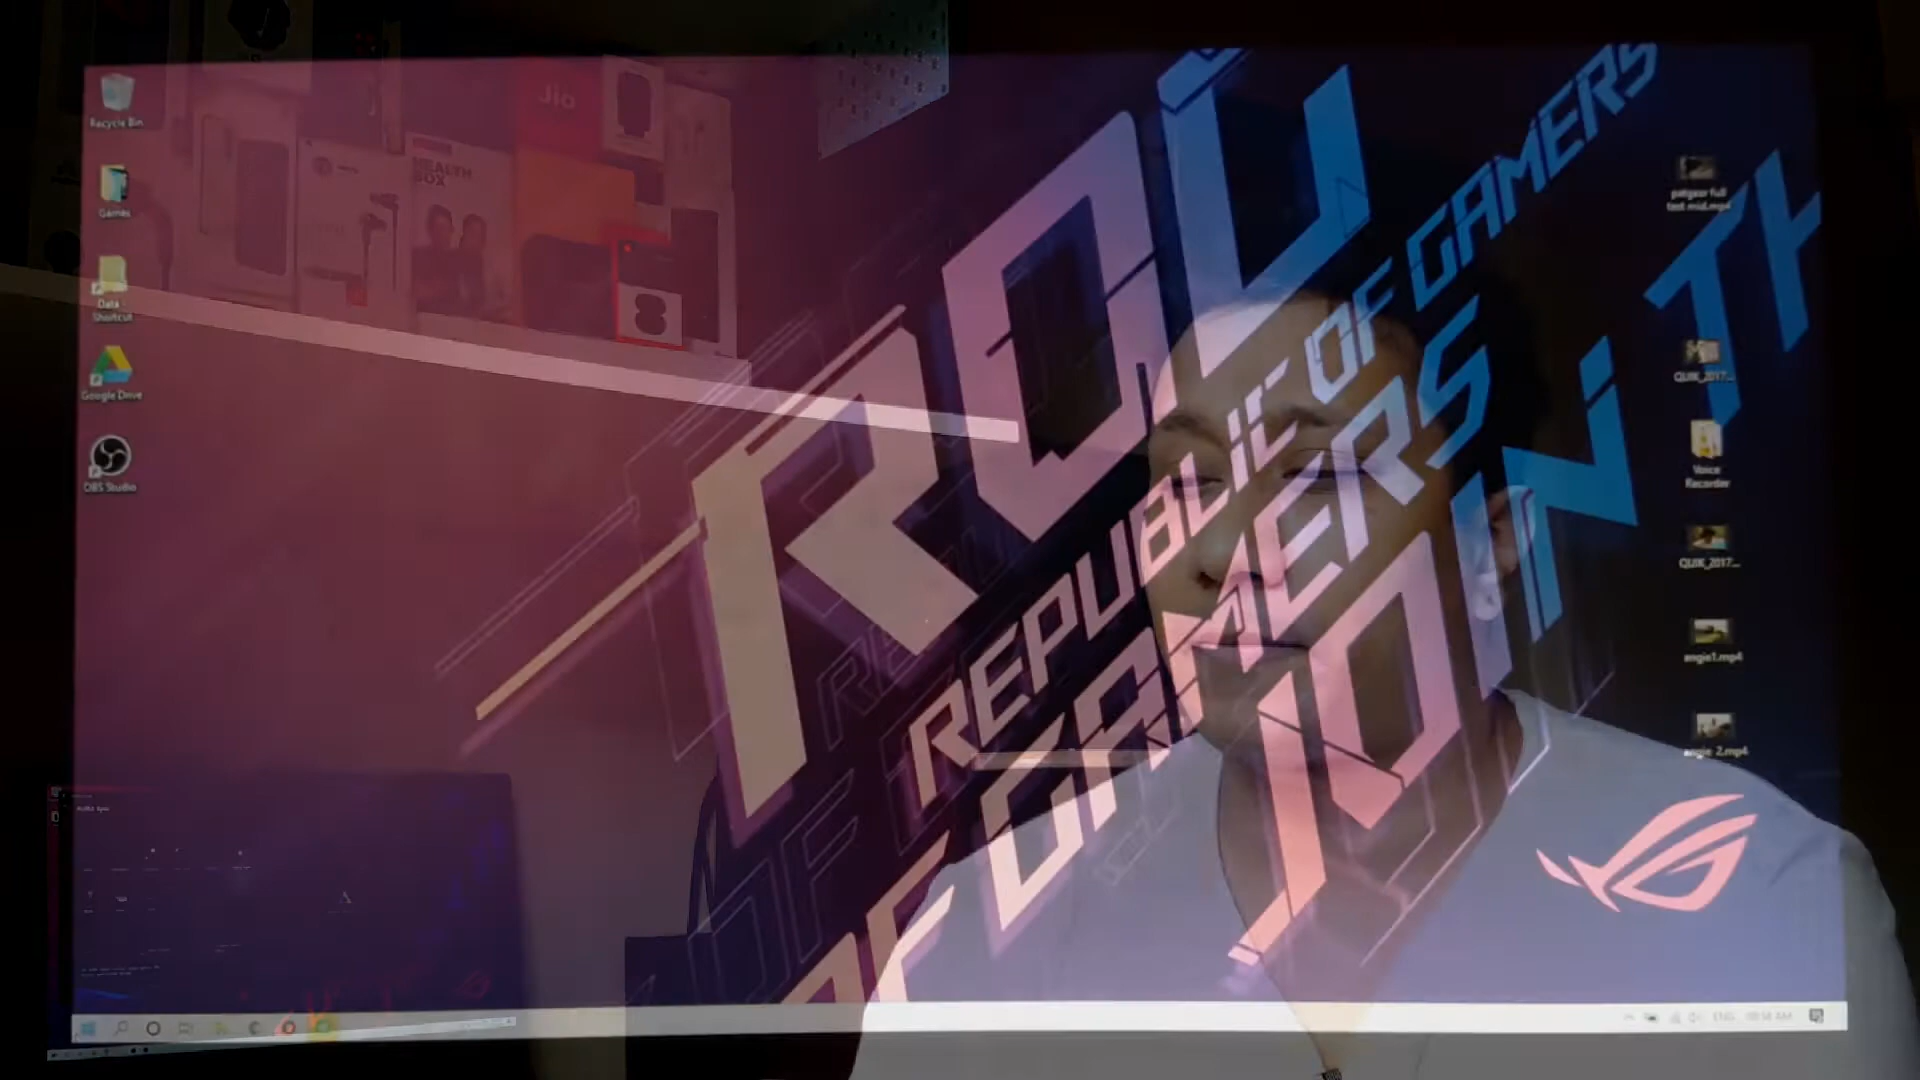 Recycle Bin
Games
Data -
Shortcut
Google Drive
OBS Studio
Jio
HEALTH
BOX
ROG
REPUBLIC OF GAMERS
OF GAMERS
JOIN TH
QUIK_2017...
Voice
Recorder
QUIK_2017...
angie1.mp4
angie 2.mp4
ENG